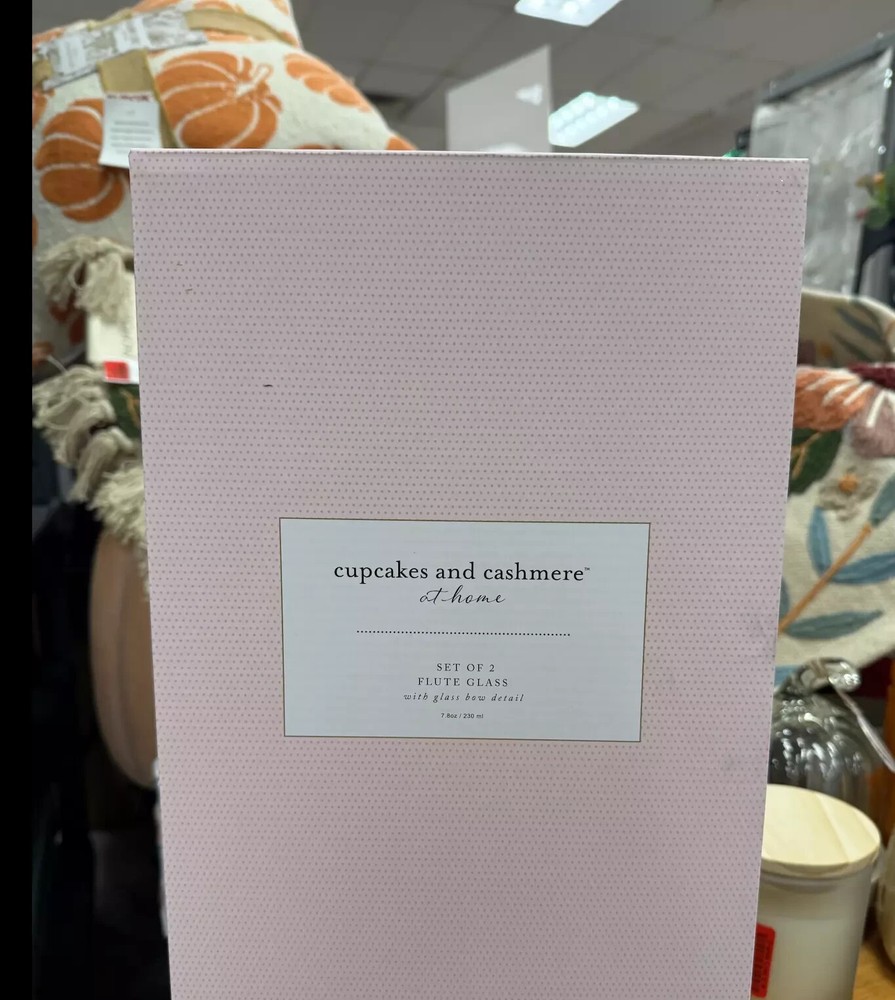 cupcakes and cashmere™
at home
SET OF 2
FLUTE GLASS
with glass bow detail
7.8oz / 230 ml